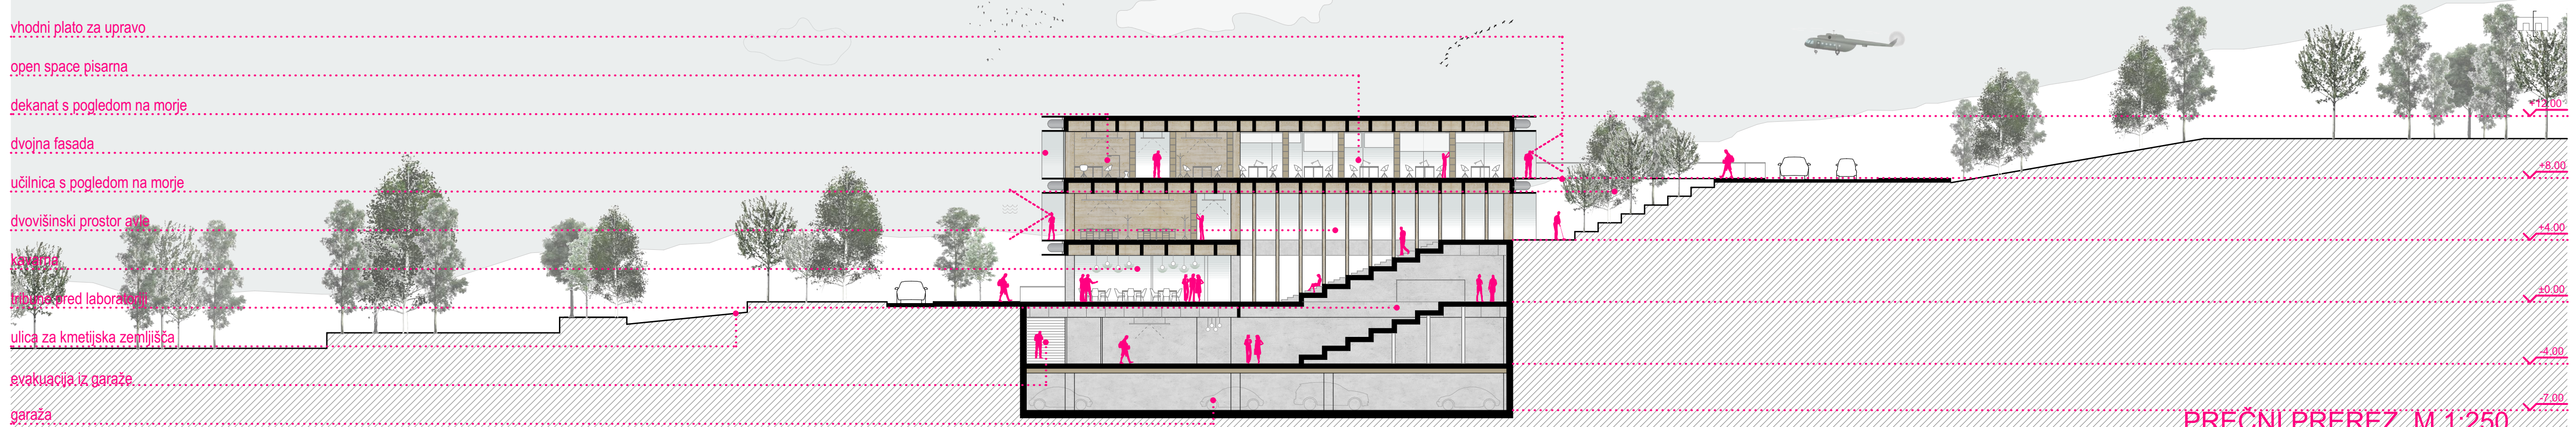 vhodni plato za upravo
open space pisarna
dekanat s pogledom na morje
dvojna fasada
učilnica s pogledom na morje
dvovišinski prostor avle
kavarna
tribune pred laboratoriji
ulica za kmetijska zemljišča
evakuacija iz garaže
garaža
+12.00
+8.00
+4.00
±0.00
-4.00
-7.00
PREČNI PREREZ M 1:250